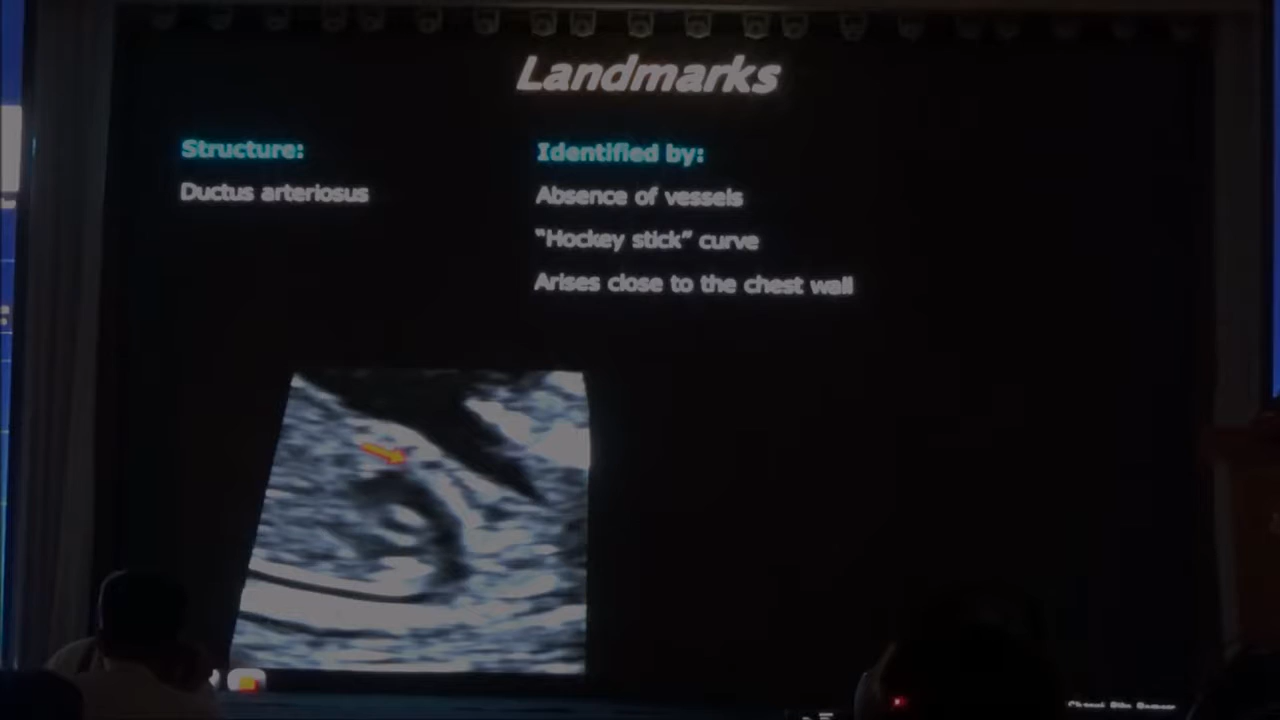 Landmarks
Structure:
Ductus arteriosus
Identified by:
Absence of vessels
"Hockey stick" curve
Arises close to the chest wall